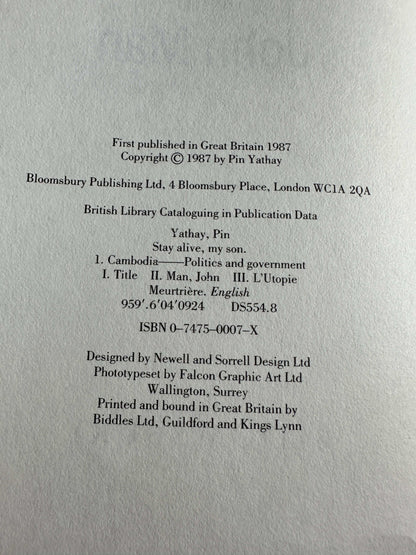 First published in Great Britain 1987
Copyright © 1987 by Pin Yathay
Bloomsbury Publishing Ltd, 4 Bloomsbury Place, London WC1A 2QA
British Library Cataloguing in Publication Data
Yathay, Pin
Stay alive, my son.
1. Cambodia——Politics and government
I. Title II. Man, John III. L'Utopie
Meurtrière. English
959′.6′04′0924 DS554.8
ISBN 0–7475–0007–X
Designed by Newell and Sorrell Design Ltd
Phototypeset by Falcon Graphic Art Ltd
Wallington, Surrey
Printed and bound in Great Britain by
Biddles Ltd, Guildford and Kings Lynn